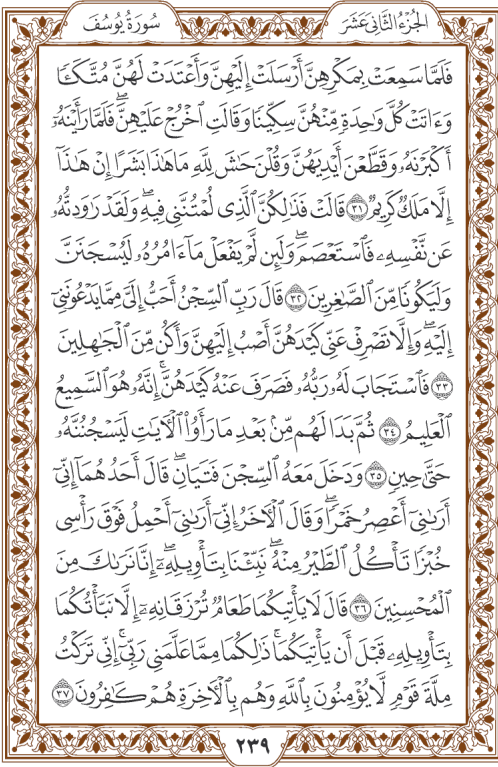 الجُزْءُ الثَّانِي عَشَرَ
سُورَةُ يُوسُفَ
فَلَمَّا سَمِعَتْ بِمَكْرِهِنَّ أَرْسَلَتْ إِلَيْهِنَّ وَأَعْتَدَتْ لَهُنَّ مُتَّكَـٔٗا
وَءَاتَتْ كُلَّ وَٰحِدَةٖ مِّنْهُنَّ سِكِّينٗا وَقَالَتِ ٱخْرُجْ عَلَيْهِنَّۖ فَلَمَّا رَأَيْنَهُۥٓ
أَكْبَرْنَهُۥ وَقَطَّعْنَ أَيْدِيَهُنَّ وَقُلْنَ حَٰشَ لِلَّهِ مَا هَٰذَا بَشَرًا إِنْ هَٰذَآ
إِلَّا مَلَكٞ كَرِيمٞ ٣١ قَالَتْ فَذَٰلِكُنَّ ٱلَّذِي لُمْتُنَّنِي فِيهِۖ وَلَقَدْ رَٰوَدتُّهُۥ
عَن نَّفْسِهِۦ فَٱسْتَعْصَمَۖ وَلَئِن لَّمْ يَفْعَلْ مَآ ءَامُرُهُۥ لَيُسْجَنَنَّ
وَلَيَكُونٗا مِّنَ ٱلصَّٰغِرِينَ ٣٢ قَالَ رَبِّ ٱلسِّجْنُ أَحَبُّ إِلَيَّ مِمَّا يَدْعُونَنِيٓ
إِلَيْهِۖ وَإِلَّا تَصْرِفْ عَنِّي كَيْدَهُنَّ أَصْبُ إِلَيْهِنَّ وَأَكُن مِّنَ ٱلْجَٰهِلِينَ
٣٣ فَٱسْتَجَابَ لَهُۥ رَبُّهُۥ فَصَرَفَ عَنْهُ كَيْدَهُنَّۚ إِنَّهُۥ هُوَ ٱلسَّمِيعُ
ٱلْعَلِيمُ ٣٤ ثُمَّ بَدَا لَهُم مِّنۢ بَعْدِ مَا رَأَوُاْ ٱلْأٓيَٰتِ لَيَسْجُنُنَّهُۥ
حَتَّىٰ حِينٖ ٣٥ وَدَخَلَ مَعَهُ ٱلسِّجْنَ فَتَيَانِۖ قَالَ أَحَدُهُمَآ إِنِّيٓ
أَرَىٰنِيٓ أَعْصِرُ خَمْرٗاۖ وَقَالَ ٱلْأٓخَرُ إِنِّيٓ أَرَىٰنِيٓ أَحْمِلُ فَوْقَ رَأْسِي
خُبْزٗا تَأْكُلُ ٱلطَّيْرُ مِنْهُۖ نَبِّئْنَا بِتَأْوِيلِهِۦٓۖ إِنَّا نَرَىٰكَ مِنَ
ٱلْمُحْسِنِينَ ٣٦ قَالَ لَا يَأْتِيكُمَا طَعَامٞ تُرْزَقَانِهِۦٓ إِلَّا نَبَّأْتُكُمَا
بِتَأْوِيلِهِۦ قَبْلَ أَن يَأْتِيَكُمَاۚ ذَٰلِكُمَا مِمَّا عَلَّمَنِي رَبِّيٓۚ إِنِّي تَرَكْتُ
مِلَّةَ قَوْمٖ لَّا يُؤْمِنُونَ بِٱللَّهِ وَهُم بِٱلْأٓخِرَةِ هُمْ كَٰفِرُونَ ٣٧
٢٣٩